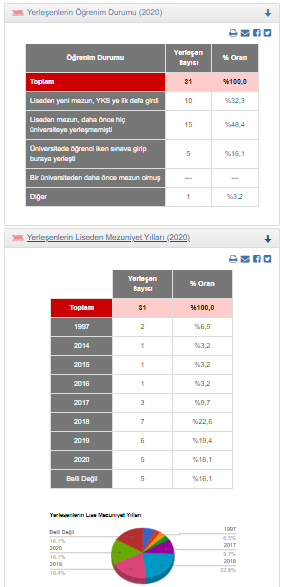 Yerleşenlerin Öğrenim Durumu (2020)
Öğrenim Durumu Yerleşen Sayısı % Oran
Toplam 31 %100,0
Liseden yeni mezun, YKS ye ilk defa girdi 10 %32,3
Liseden mezun, daha önce hiç
üniversiteye yerleşmemişti 15 %48,4
Üniversitede öğrenci iken sınava girip
buraya yerleşti 5 %16,1
Bir üniversiteden daha önce mezun olmuş --- ---
Diğer 1 %3,2
Yerleşenlerin Liseden Mezuniyet Yılları (2020)
Yerleşen
Sayısı % Oran
Toplam 31 %100,0
1997 2 %6,5
2014 1 %3,2
2015 1 %3,2
2016 1 %3,2
2017 3 %9,7
2018 7 %22,6
2019 6 %19,4
2020 5 %16,1
Belli Değil 5 %16,1
Yerleşenlerin Lise Mezuniyet Yılları
Belli Değil
16.1%
2020
16.1%
2019
19.4%
1997
6.5%
2017
9.7%
2018
22.6%